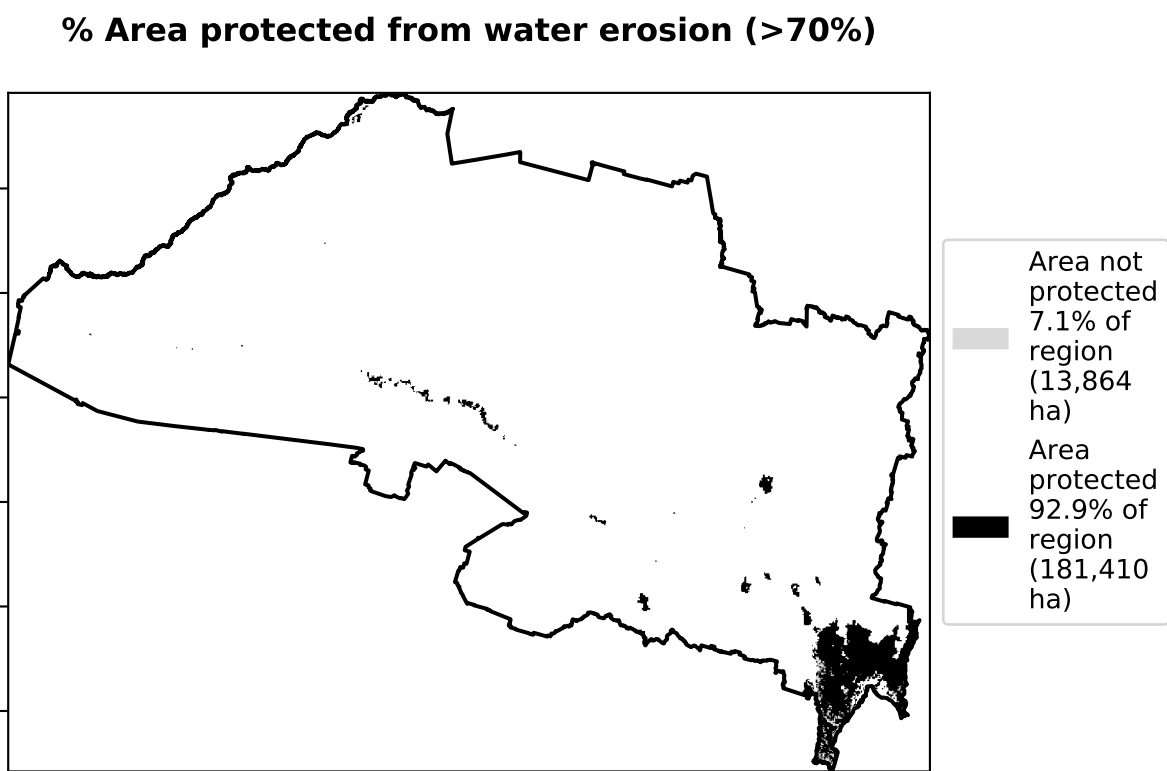 % Area protected from water erosion (>70%)
Area not
protected
7.1% of
region
(13,864
ha)
Area
protected
92.9% of
region
(181,410
ha)